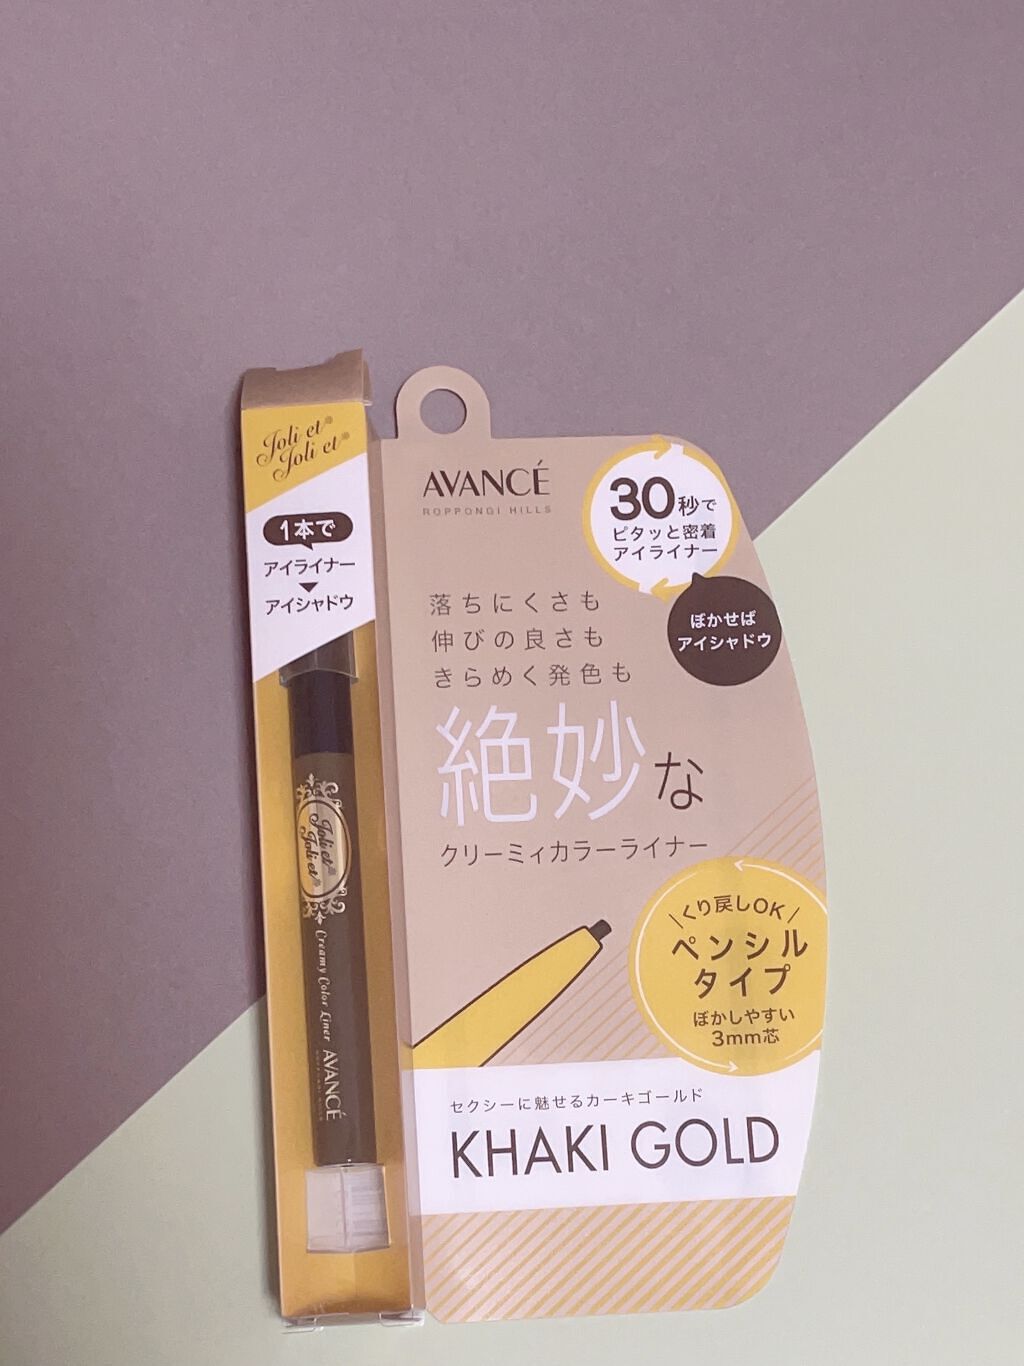 Joli et
Joli et
1本で
アイライナー
アイシャドウ
Joli et
Joli et
Creamy Color Liner
AVANCÉ
ROPPONGI HILLS
AVANCÉ
ROPPONGI HILLS
30秒で
ピタッと密着
アイライナー
ぼかせば
アイシャドウ
落ちにくさも
伸びの良さも
きらめく発色も
絶妙な
クリーミィカラーライナー
\くり戻しOK/
ペンシル
タイプ
ぼかしやすい
3mm芯
セクシーに魅せるカーキゴールド
KHAKI GOLD